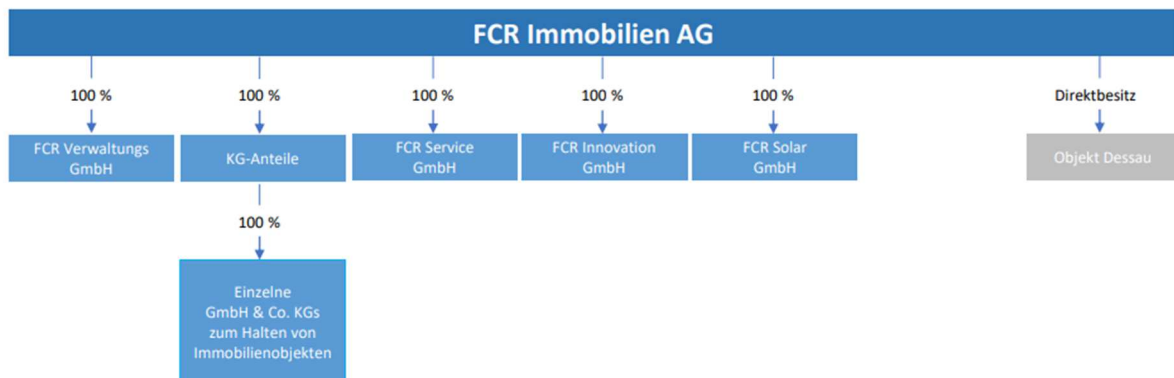 FCR Immobilien AG
100 %
100 %
100 %
100 %
100 %
Direktbesitz
FCR Verwaltungs
GmbH
KG-Anteile
FCR Service
GmbH
FCR Innovation
GmbH
FCR Solar
GmbH
Objekt Dessau
100 %
Einzelne
GmbH & Co. KGs
zum Halten von
Immobilienobjekten